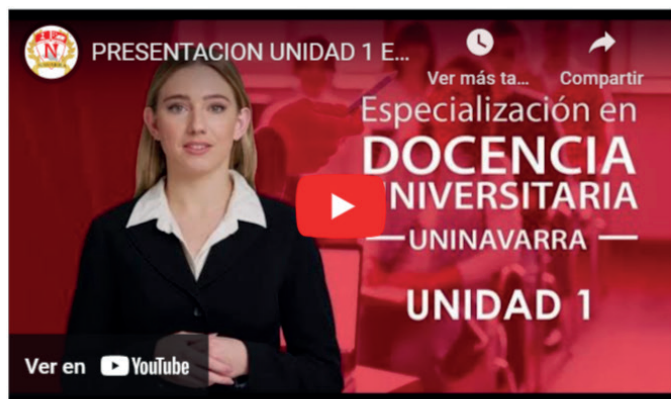 PRESENTACION UNIDAD 1 E...
Ver más ta...
Compartir
Especialización en
DOCENCIA
UNIVERSITARIA
UNINAVARRA
UNIDAD 1
Ver en YouTube